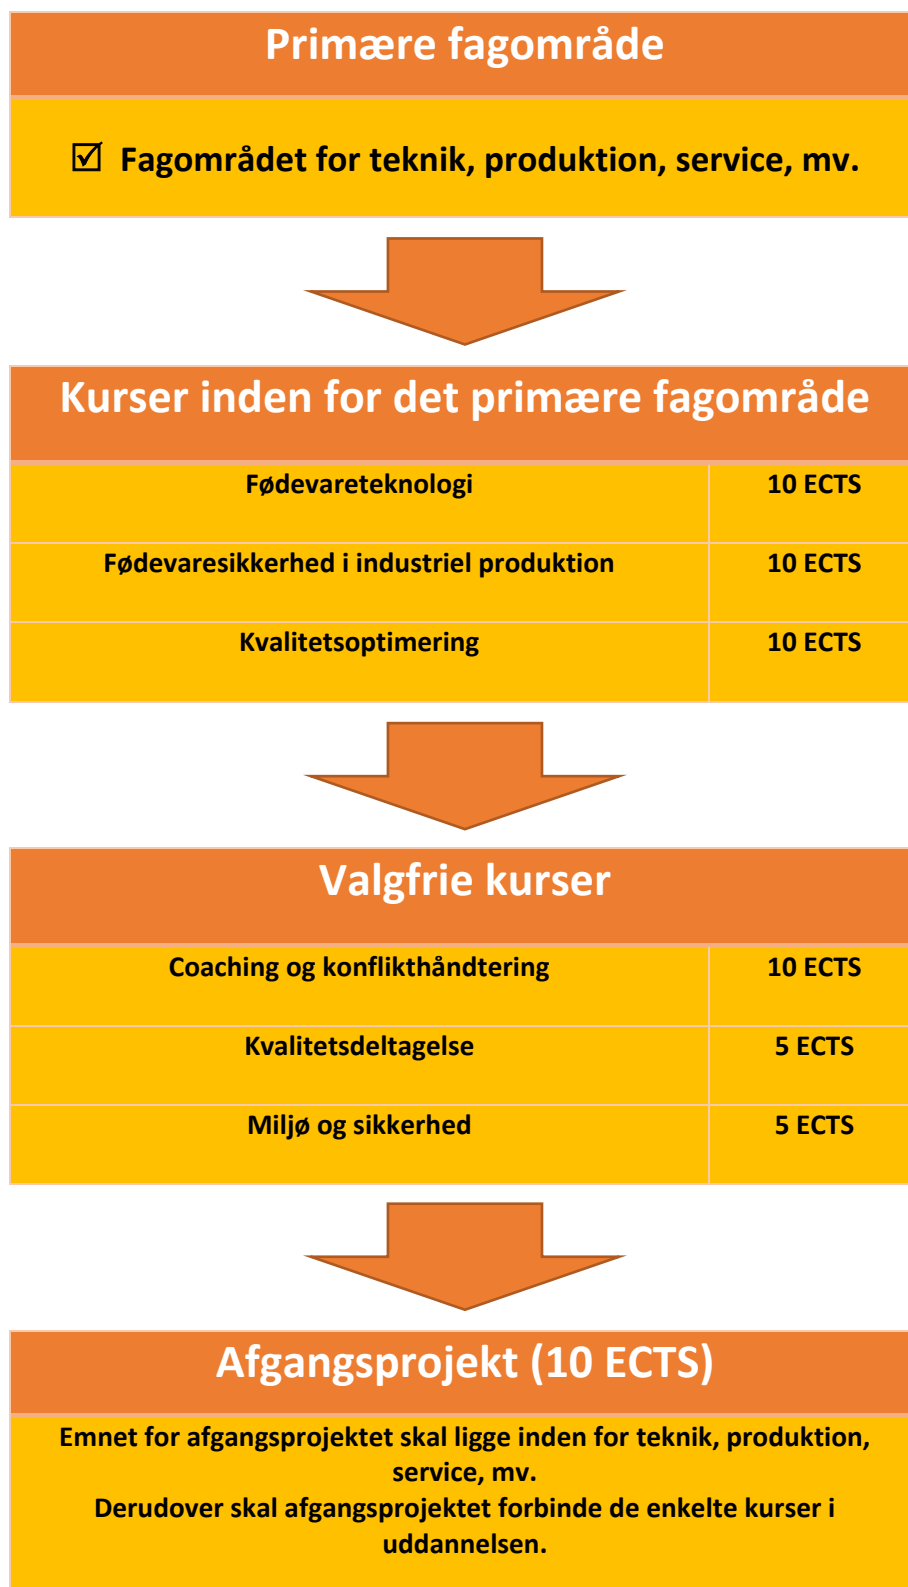 Primære fagområde
☑ Fagområdet for teknik, produktion, service, mv.
Kurser inden for det primære fagområde
Fødevareteknologi 10 ECTS
Fødevaresikkerhed i industriel produktion 10 ECTS
Kvalitetsoptimering 10 ECTS
Valgfrie kurser
Coaching og konflikthåndtering 10 ECTS
Kvalitetsdeltagelse 5 ECTS
Miljø og sikkerhed 5 ECTS
Afgangsprojekt (10 ECTS)
Emnet for afgangsprojektet skal ligge inden for teknik, produktion,
service, mv.
Derudover skal afgangsprojektet forbinde de enkelte kurser i
uddannelsen.